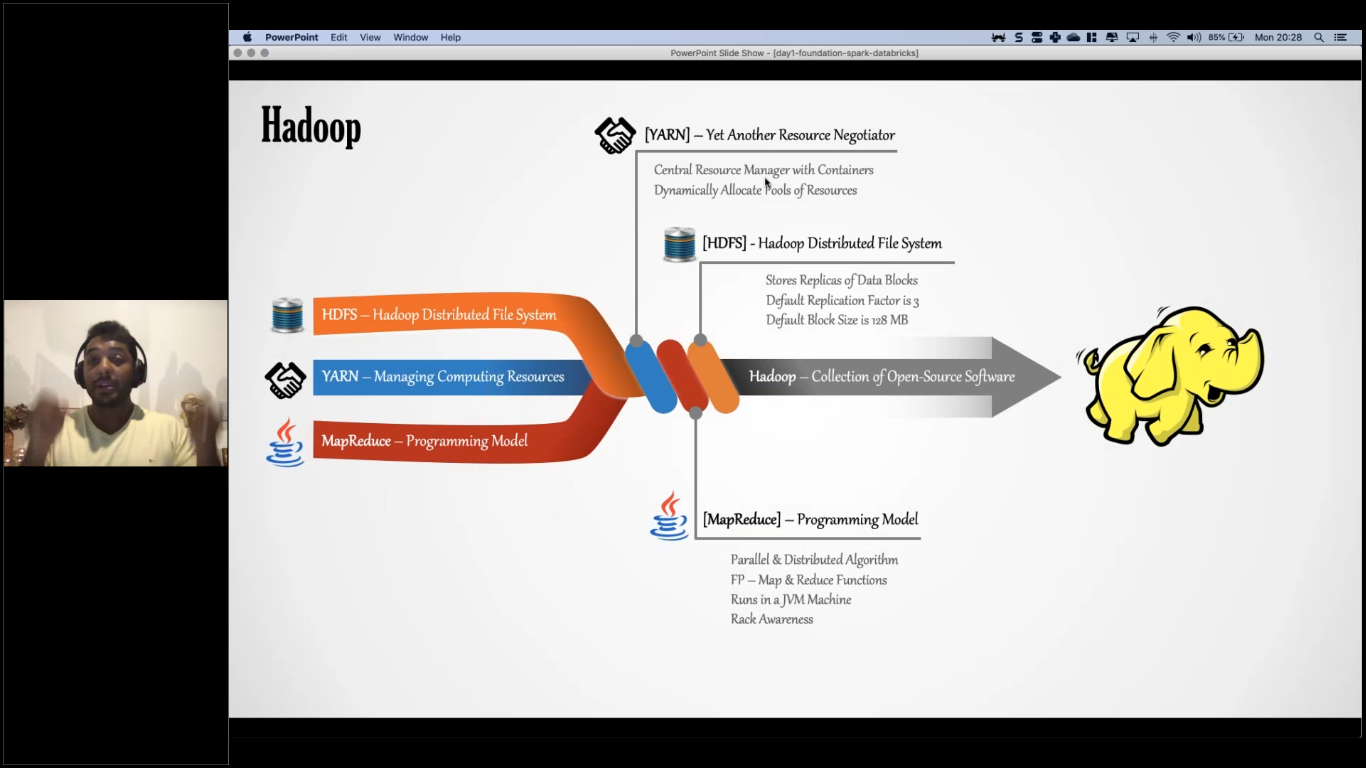 PowerPoint Edit View Window Help
S 85% Mon 20:28
PowerPoint Slide Show - [day1-foundation-spark-databricks]
Hadoop
[YARN] – Yet Another Resource Negotiator
Central Resource Manager with Containers
Dynamically Allocate Pools of Resources
[HDFS] - Hadoop Distributed File System
Stores Replicas of Data Blocks
Default Replication Factor is 3
Default Block Size is 128 MB
HDFS – Hadoop Distributed File System
YARN – Managing Computing Resources
MapReduce – Programming Model
Hadoop – Collection of Open-Source Software
[MapReduce] – Programming Model
Parallel & Distributed Algorithm
FP – Map & Reduce Functions
Runs in a JVM Machine
Rack Awareness